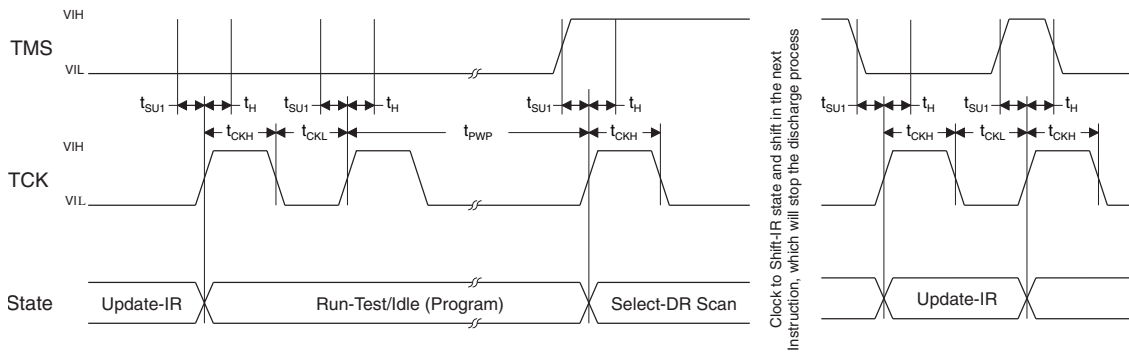 VIH
TMS
VIL
tSU1 tH tSU1 tH tSU1 tH tSU1 tH tSU1 tH
tCKH tCKL tPWP tCKH tCKH tCKL tCKH
VIH
TCK
VIL
State
Update-IR
Run-Test/Idle (Program)
Select-DR Scan
Clock to Shift-IR state and shift in the next
Instruction, which will stop the discharge process
Update-IR